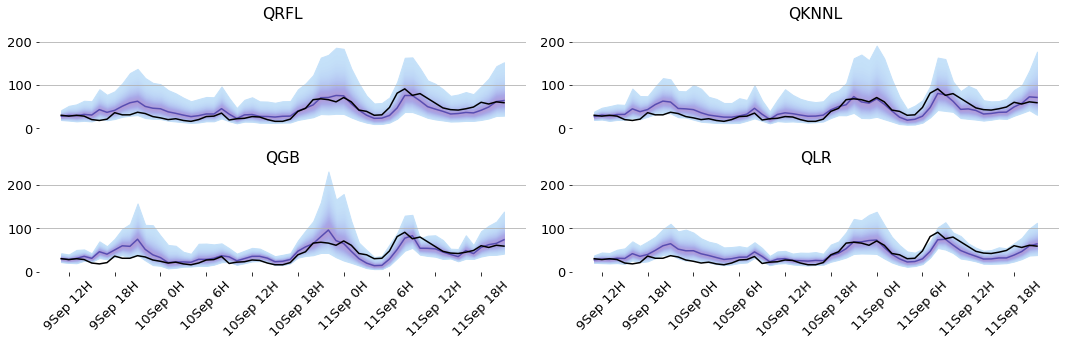 QRFL
QKNNL
200
100
0
200
100
0
QGB
QLR
200
100
0
200
100
0
9Sep 12H
9Sep 18H
10Sep 0H
10Sep 6H
10Sep 12H
10Sep 18H
11Sep 0H
11Sep 6H
11Sep 12H
11Sep 18H
9Sep 12H
9Sep 18H
10Sep 0H
10Sep 6H
10Sep 12H
10Sep 18H
11Sep 0H
11Sep 6H
11Sep 12H
11Sep 18H